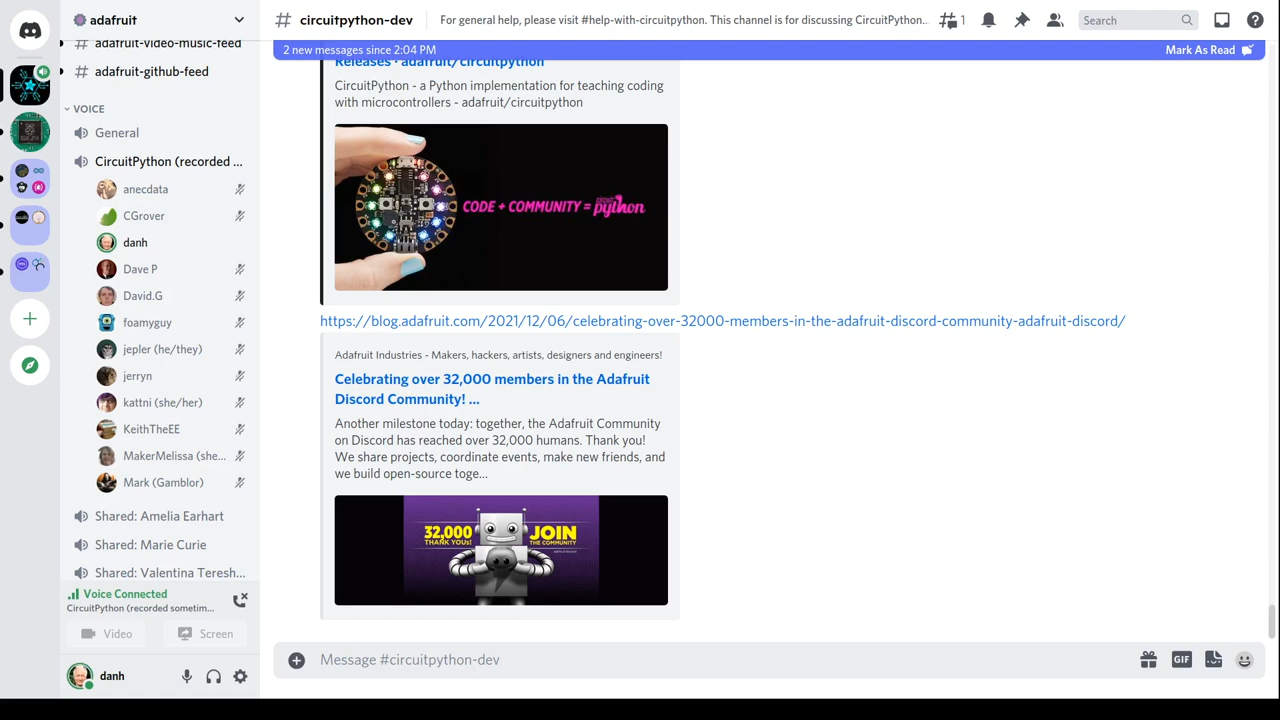 adafruit
adafruit-video-music-feed
adafruit-github-feed
VOICE
General
CircuitPython (recorded ...
anecdata
CGrover
danh
Dave P
David.G
foamyguy
jepler (he/they)
jerryn
kattni (she/her)
KeithTheEE
MakerMelissa (she...
Mark (Gamblor)
Shared: Amelia Earhart
Shared: Marie Curie
Shared: Valentina Teresh...
Voice Connected
CircuitPython (recorded sometim...
Video
Screen
danh
# circuitpython-dev
For general help, please visit #help-with-circuitpython. This channel is for discussing CircuitPython...
1
Search
2 new messages since 2:04 PM
Mark As Read
Releases · adafruit/circuitpython
CircuitPython - a Python implementation for teaching coding
with microcontrollers - adafruit/circuitpython
CODE + COMMUNITY = python
https://blog.adafruit.com/2021/12/06/celebrating-over-32000-members-in-the-adafruit-discord-community-adafruit-discord/
Adafruit Industries - Makers, hackers, artists, designers and engineers!
Celebrating over 32,000 members in the Adafruit
Discord Community! ...
Another milestone today: together, the Adafruit Community
on Discord has reached over 32,000 humans. Thank you!
We share projects, coordinate events, make new friends, and
we build open-source toge...
32,000
THANK YOUs!
JOIN
THE COMMUNITY
Message #circuitpython-dev
GIF